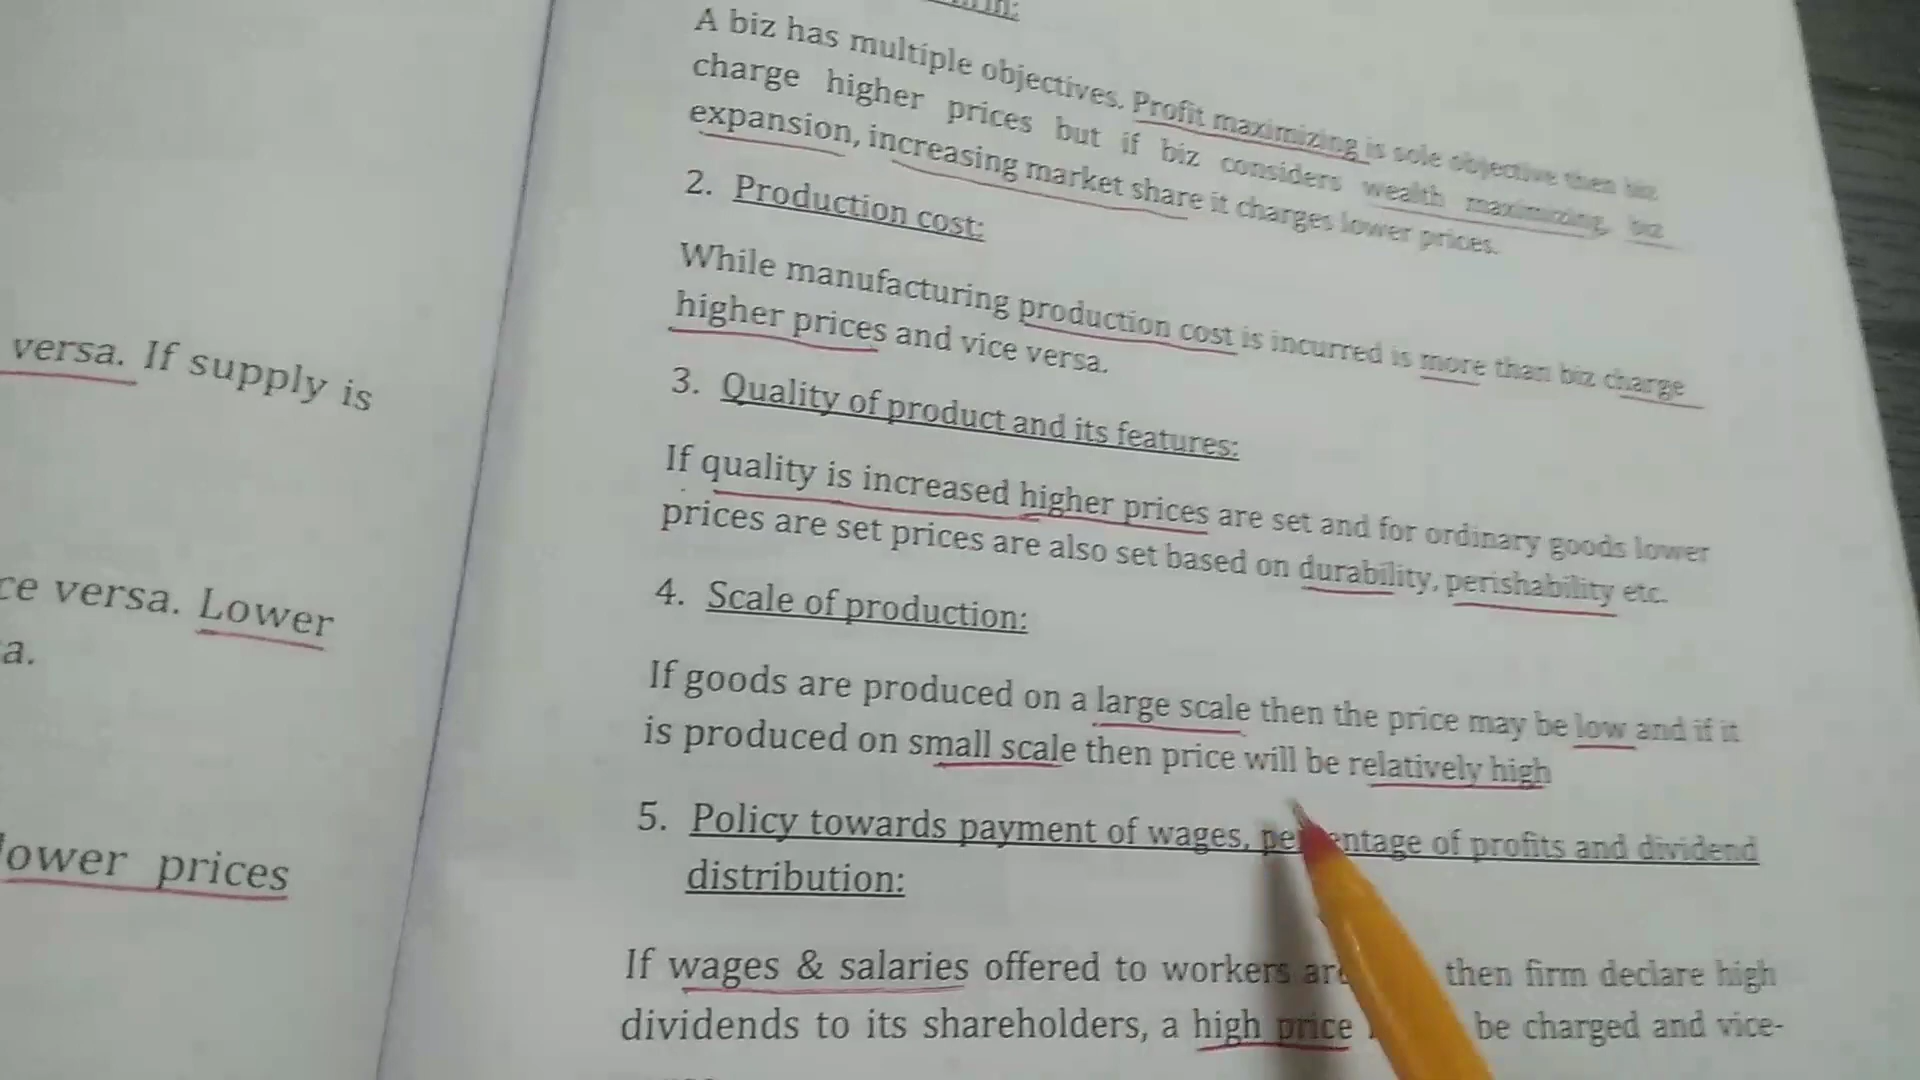 versa. If supply is
ce versa. Lower
a.
lower prices
A biz has multiple objectives. Profit maximizing is sole objective then biz
charge higher prices but if biz considers wealth maximizing, biz
expansion, increasing market share it charges lower prices.
2. Production cost:
While manufacturing production cost is incurred is more than biz charge
higher prices and vice versa.
3. Quality of product and its features:
If quality is increased higher prices are set and for ordinary goods lower
prices are set prices are also set based on durability, perishability etc.
4. Scale of production:
If goods are produced on a large scale then the price may be low and if it
is produced on small scale then price will be relatively high
5. Policy towards payment of wages, percentage of profits and dividend
distribution:
If wages & salaries offered to workers then firm declare high
dividends to its shareholders, a high price be charged and vice-